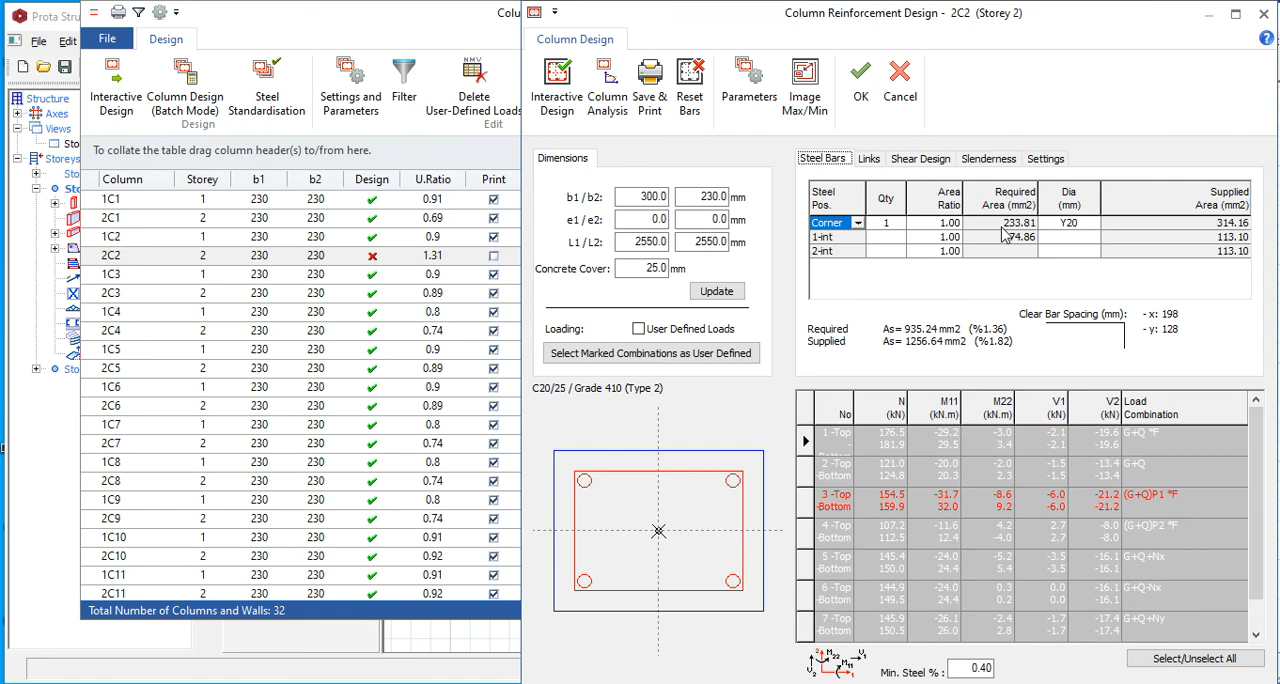 Prota Stru
Colu
Column Reinforcement Design - 2C2 (Storey 2)
File Edit
File Design
Column Design
Interactive Design
Column Design (Batch Mode)
Steel Standardisation
Settings and Parameters
Filter
Delete User-Defined Loads
Design
Edit
Interactive Design
Column Analysis
Save & Print
Reset Bars
Parameters
Image Max/Min
OK
Cancel
Structure
Axes
Views
Sto
Storeys
Sto
Sto
Sto
To collate the table drag column header(s) to/from here.
Column Storey b1 b2 Design U.Ratio Print
1C1 1 230 230 0.91
2C1 2 230 230 0.69
1C2 1 230 230 0.9
2C2 2 230 230 1.31
1C3 1 230 230 0.9
2C3 2 230 230 0.89
1C4 1 230 230 0.8
2C4 2 230 230 0.74
1C5 1 230 230 0.9
2C5 2 230 230 0.89
1C6 1 230 230 0.9
2C6 2 230 230 0.89
1C7 1 230 230 0.8
2C7 2 230 230 0.74
1C8 1 230 230 0.8
2C8 2 230 230 0.74
1C9 1 230 230 0.8
2C9 2 230 230 0.74
1C10 1 230 230 0.91
2C10 2 230 230 0.92
1C11 1 230 230 0.91
2C11 2 230 230 0.92
Total Number of Columns and Walls: 32
Dimensions
b1/ b2: 300.0 230.0 mm
e1 / e2: 0.0 0.0 mm
L1 / L2: 2550.0 2550.0 mm
Concrete Cover: 25.0 mm
Update
Loading: User Defined Loads
Select Marked Combinations as User Defined
C20/25 / Grade 410 (Type 2)
Steel Bars Links Shear Design Slenderness Settings
Steel Pos. Qty Area Ratio Required Area (mm2) Dia (mm) Supplied Area (mm2)
Corner 1 1.00 233.81 Y20 314.16
1-int 1.00 74.86 113.10
2-int 1.00 113.10
Clear Bar Spacing (mm): - x: 198
- y: 128
Required As= 935.24 mm2 (%1.36)
Supplied As= 1256.64 mm2 (%1.82)
No N (kN) M11 (kN.m) M22 (kN.m) V1 (kN) V2 (kN) Load Combination
1 -Top 176.5 -29.2 -3.0 -2.1 -19.6 G+Q *F
- 181.9 29.5 3.4 -2.1 -19.6
2 -Top 121.0 -20.0 -2.0 -1.5 -13.4 G+Q
-Bottom 124.8 20.3 2.3 -1.5 -13.4
3 -Top 154.5 -31.7 -8.6 -6.0 -21.2 (G+Q)P1 *F
-Bottom 159.9 32.0 9.2 -6.0 -21.2
4 -Top 107.2 -11.6 4.2 2.7 -8.0 (G+Q)P2 *F
-Bottom 112.5 12.4 -4.0 2.7 -8.0
5 -Top 145.4 -24.0 -5.2 -3.5 -16.1 G+Q+Nx
-Bottom 150.0 24.4 5.4 -3.5 -16.1
6 -Top 144.9 -24.0 0.3 0.0 -16.1 G+Q-Nx
-Bottom 149.5 24.4 0.2 0.0 -16.1
7 -Top 145.9 -26.1 -2.4 -1.7 -17.4 G+Q+Ny
-Bottom 150.5 26.0 2.8 -1.7 -17.4
Min. Steel %: 0.40
Select/Unselect All